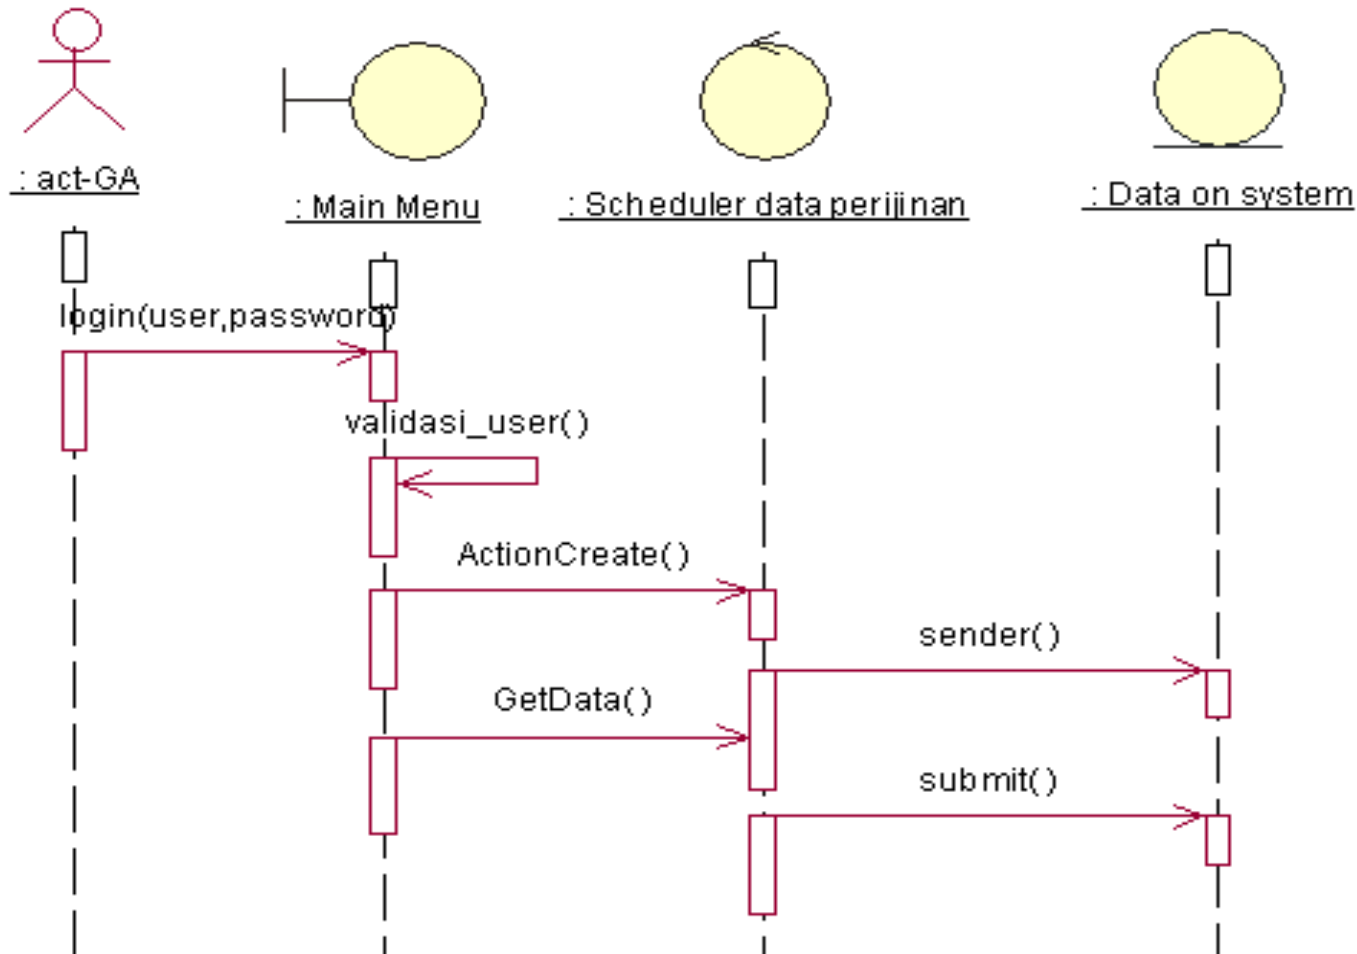 : act-GA
: Main Menu
: Scheduler data perijinan
: Data on system
login(user,password)
validasi_user()
ActionCreate()
sender()
GetData()
submit()